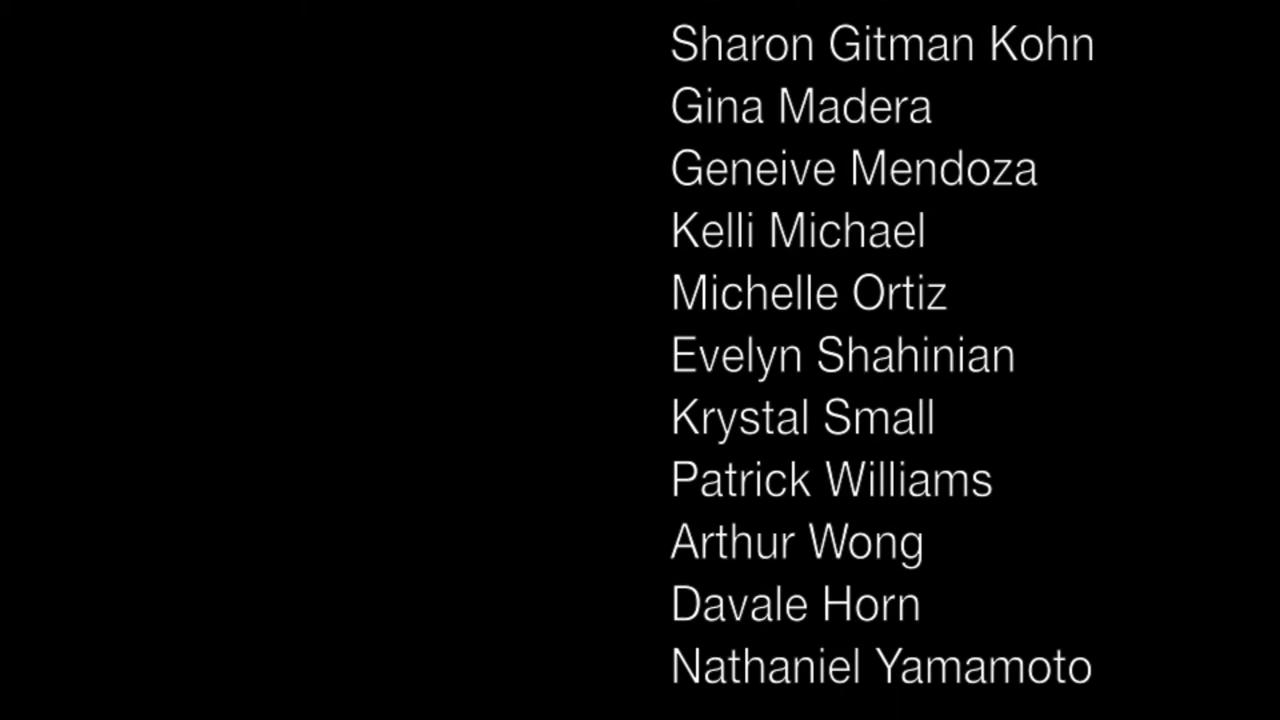 Sharon Gitman Kohn
Gina Madera
Geneive Mendoza
Kelli Michael
Michelle Ortiz
Evelyn Shahinian
Krystal Small
Patrick Williams
Arthur Wong
Davale Horn
Nathaniel Yamamoto